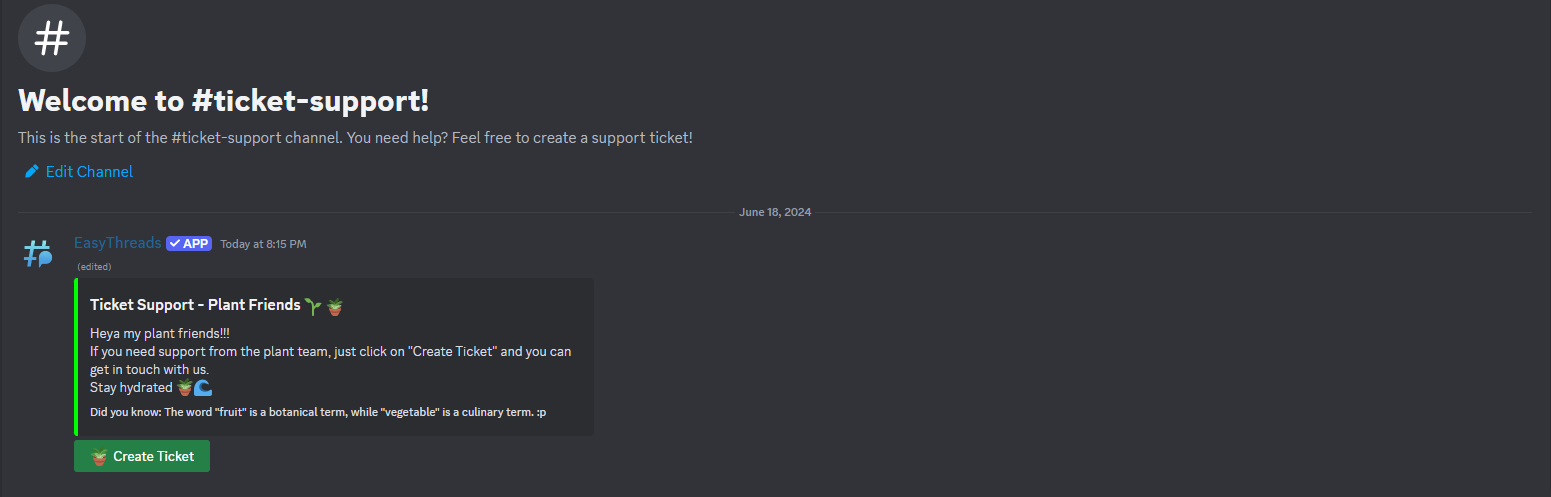 #
Welcome to #ticket-support!
This is the start of the #ticket-support channel. You need help? Feel free to create a support ticket!
Edit Channel
June 18, 2024
EasyThreads APP Today at 8:15 PM
(edited)
Ticket Support - Plant Friends 🌱 🪴
Heya my plant friends!!!
If you need support from the plant team, just click on "Create Ticket" and you can
get in touch with us.
Stay hydrated 🪴🌊
Did you know: The word "fruit" is a botanical term, while "vegetable" is a culinary term. :p
🪴 Create Ticket